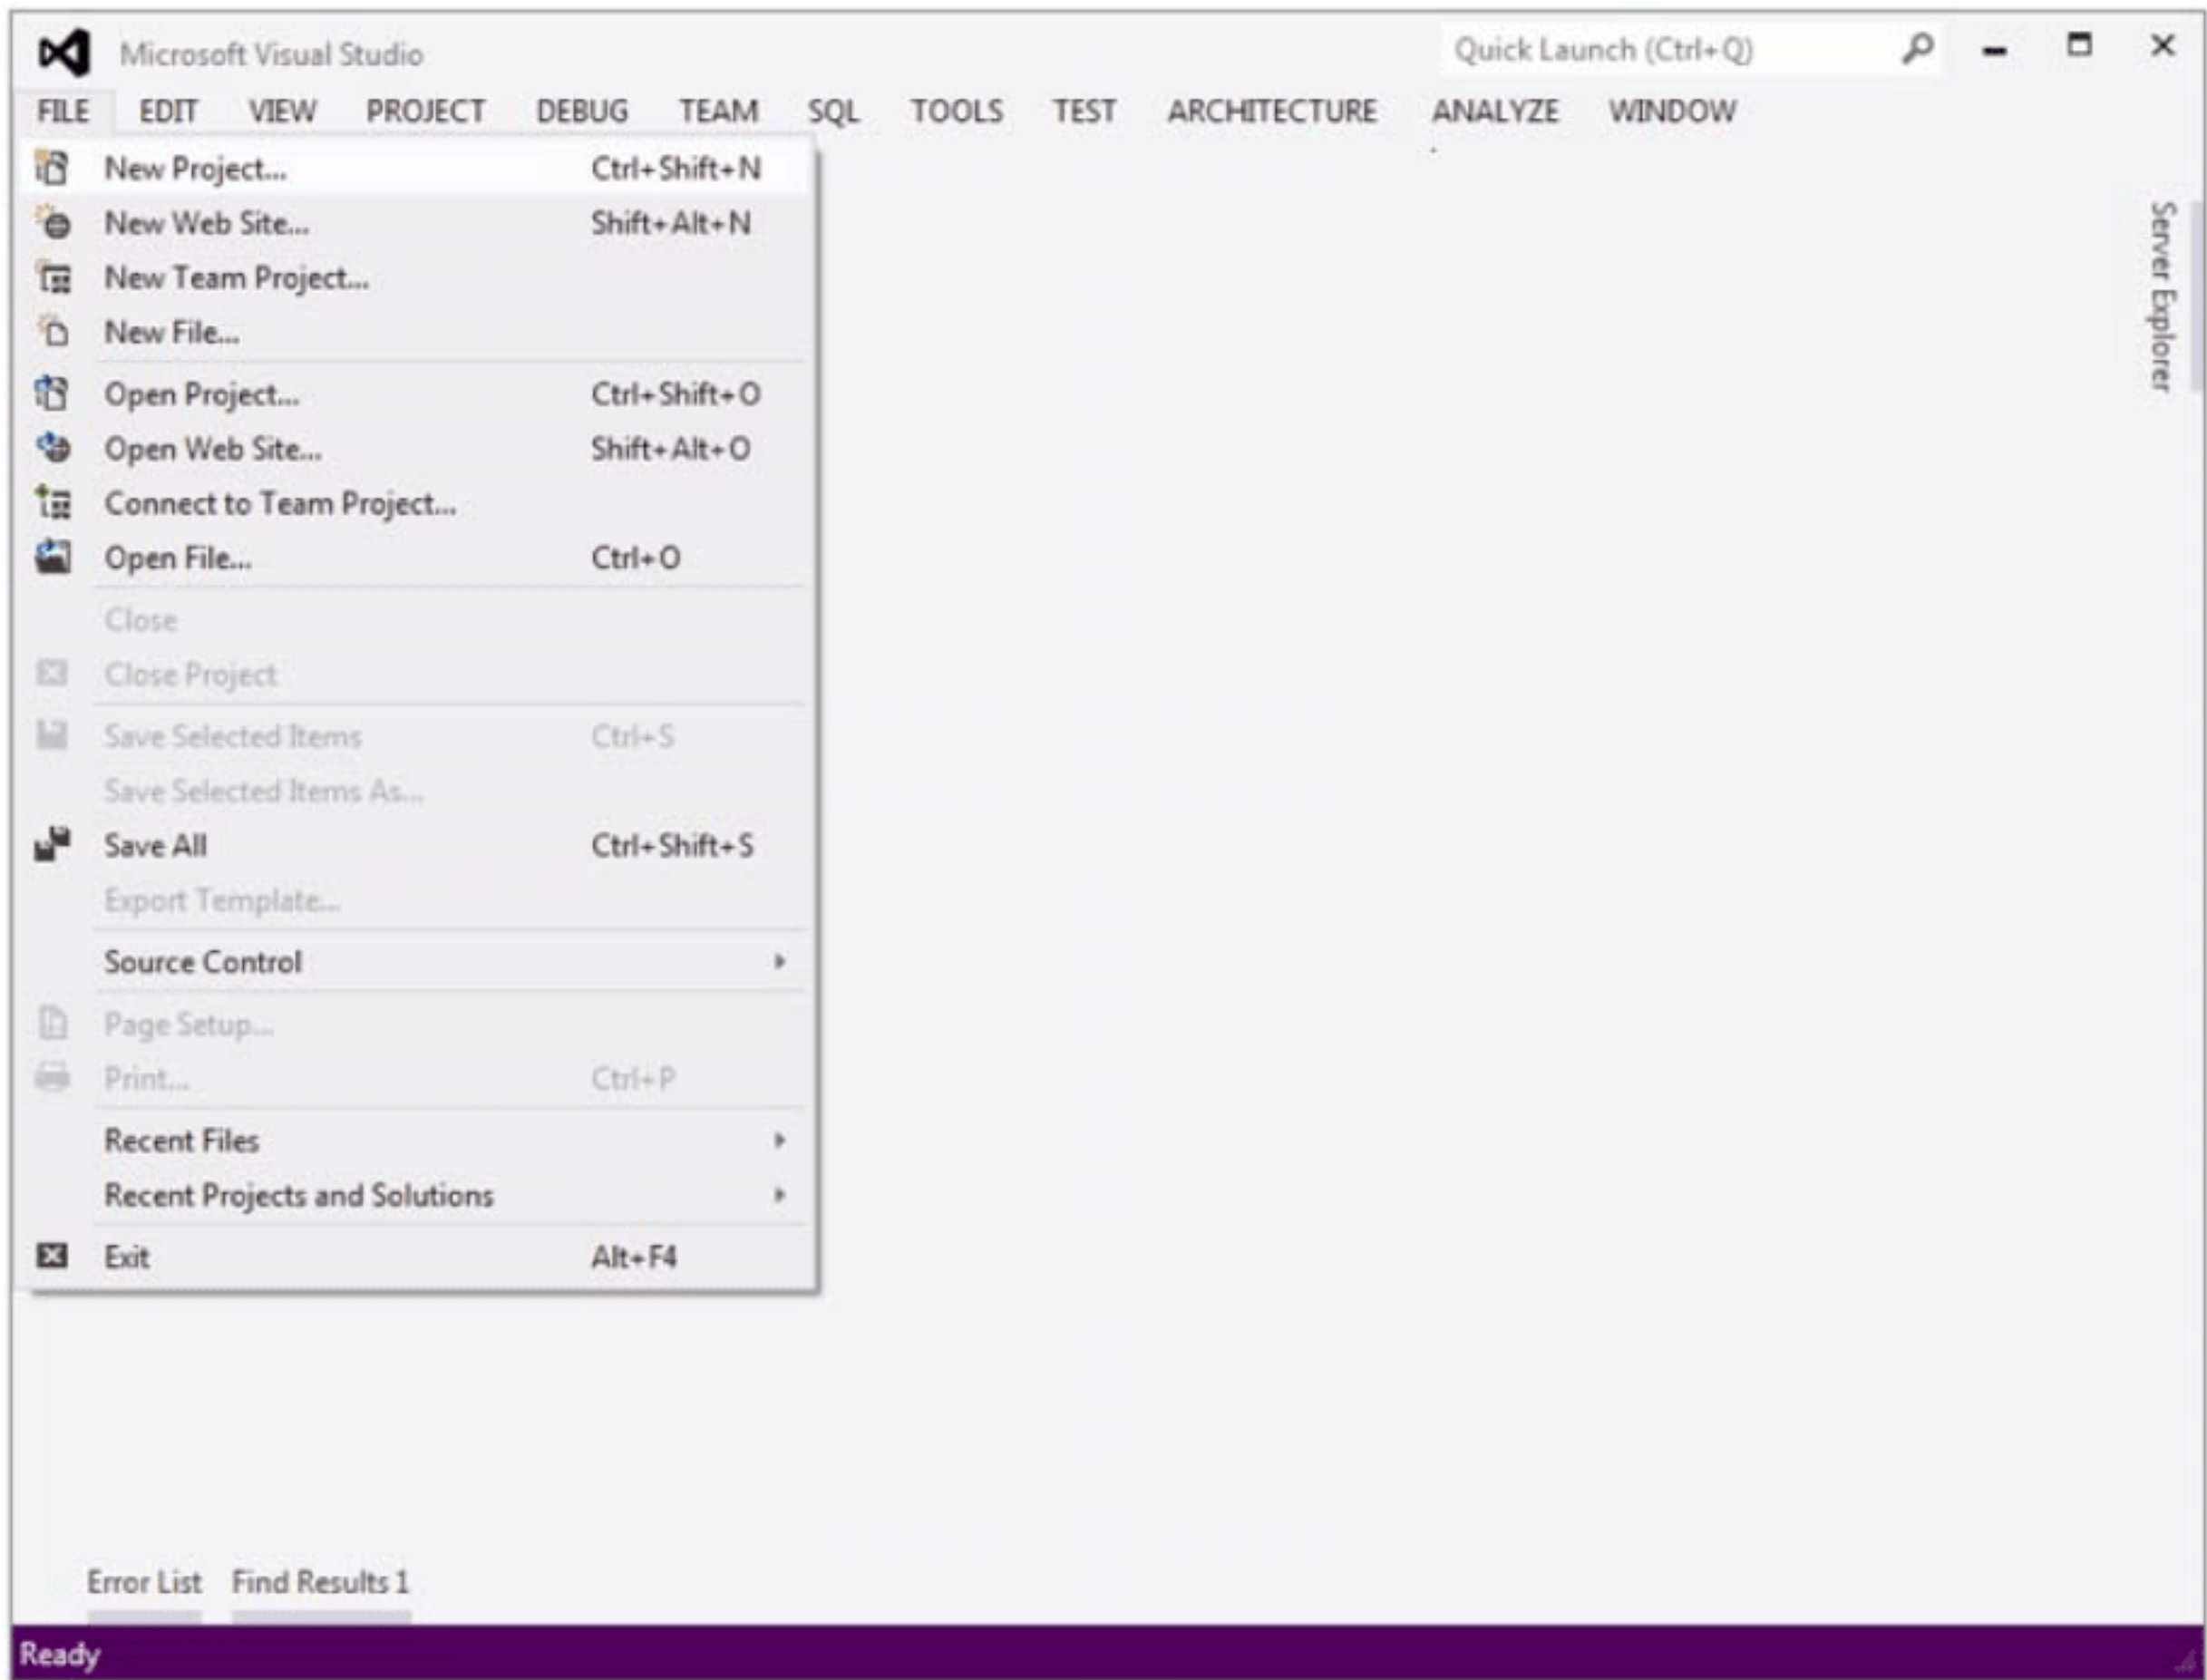 Microsoft Visual Studio
Quick Launch (Ctrl+Q)
FILE EDIT VIEW PROJECT DEBUG TEAM SQL TOOLS TEST ARCHITECTURE ANALYZE WINDOW
New Project... Ctrl+Shift+N
New Web Site... Shift+Alt+N
New Team Project...
New File...
Open Project... Ctrl+Shift+O
Open Web Site... Shift+Alt+O
Connect to Team Project...
Open File... Ctrl+O
Close
Close Project
Save Selected Items Ctrl+S
Save Selected Items As...
Save All Ctrl+Shift+S
Export Template...
Source Control
Page Setup...
Print... Ctrl+P
Recent Files
Recent Projects and Solutions
Exit Alt+F4
Server Explorer
Error List Find Results 1
Ready